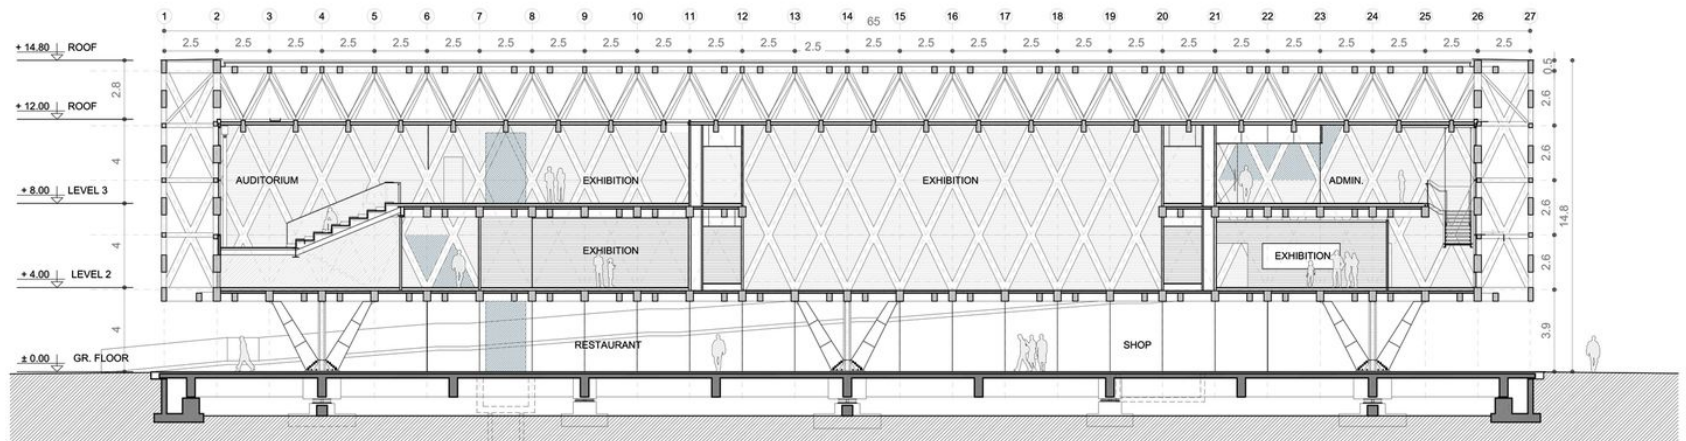 1 2 3 4 5 6 7 8 9 10 11 12 13 14 15 16 17 18 19 20 21 22 23 24 25 26 27
65
2.5 2.5 2.5 2.5 2.5 2.5 2.5 2.5 2.5 2.5 2.5 2.5 2.5 2.5 2.5 2.5 2.5 2.5 2.5 2.5 2.5 2.5 2.5 2.5 2.5 2.5
+ 14.80 ROOF
0.5
2.8
2.6
+ 12.00 ROOF
4
2.6
AUDITORIUM
EXHIBITION
EXHIBITION
ADMIN.
+ 8.00 LEVEL 3
2.6
14.8
4
EXHIBITION
EXHIBITION
2.6
+ 4.00 LEVEL 2
4
RESTAURANT
SHOP
3.9
± 0.00 GR. FLOOR